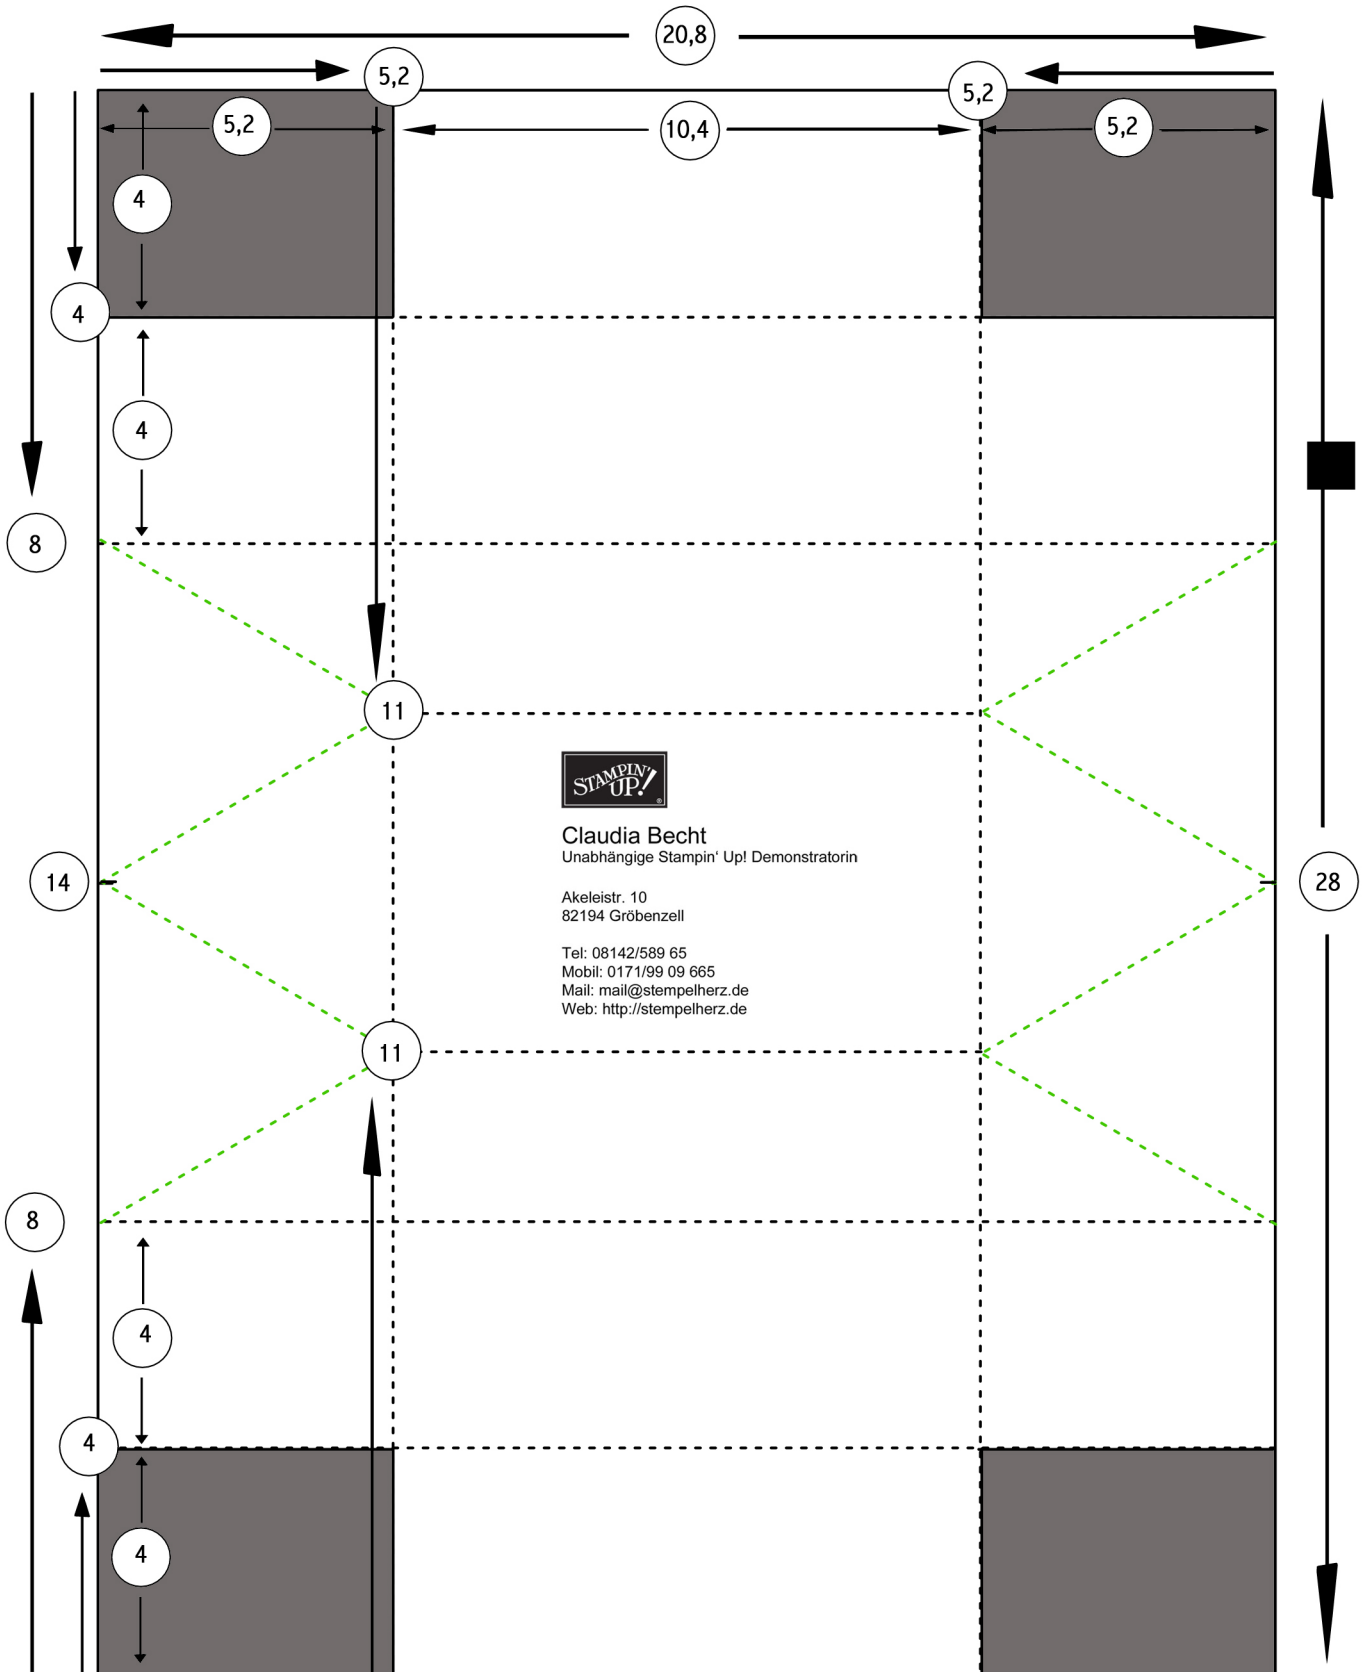 20,8
5,2
5,2
5,2
10,4
5,2
4
4
4
8
11
STAMPIN' UP!®
Claudia Becht
Unabhängige Stampin‘ Up! Demonstratorin
Akeleistr. 10
82194 Gröbenzell
14
28
Tel: 08142/589 65
Mobil: 0171/99 09 665
Mail: mail@stempelherz.de
Web: http://stempelherz.de
11
8
4
4
4